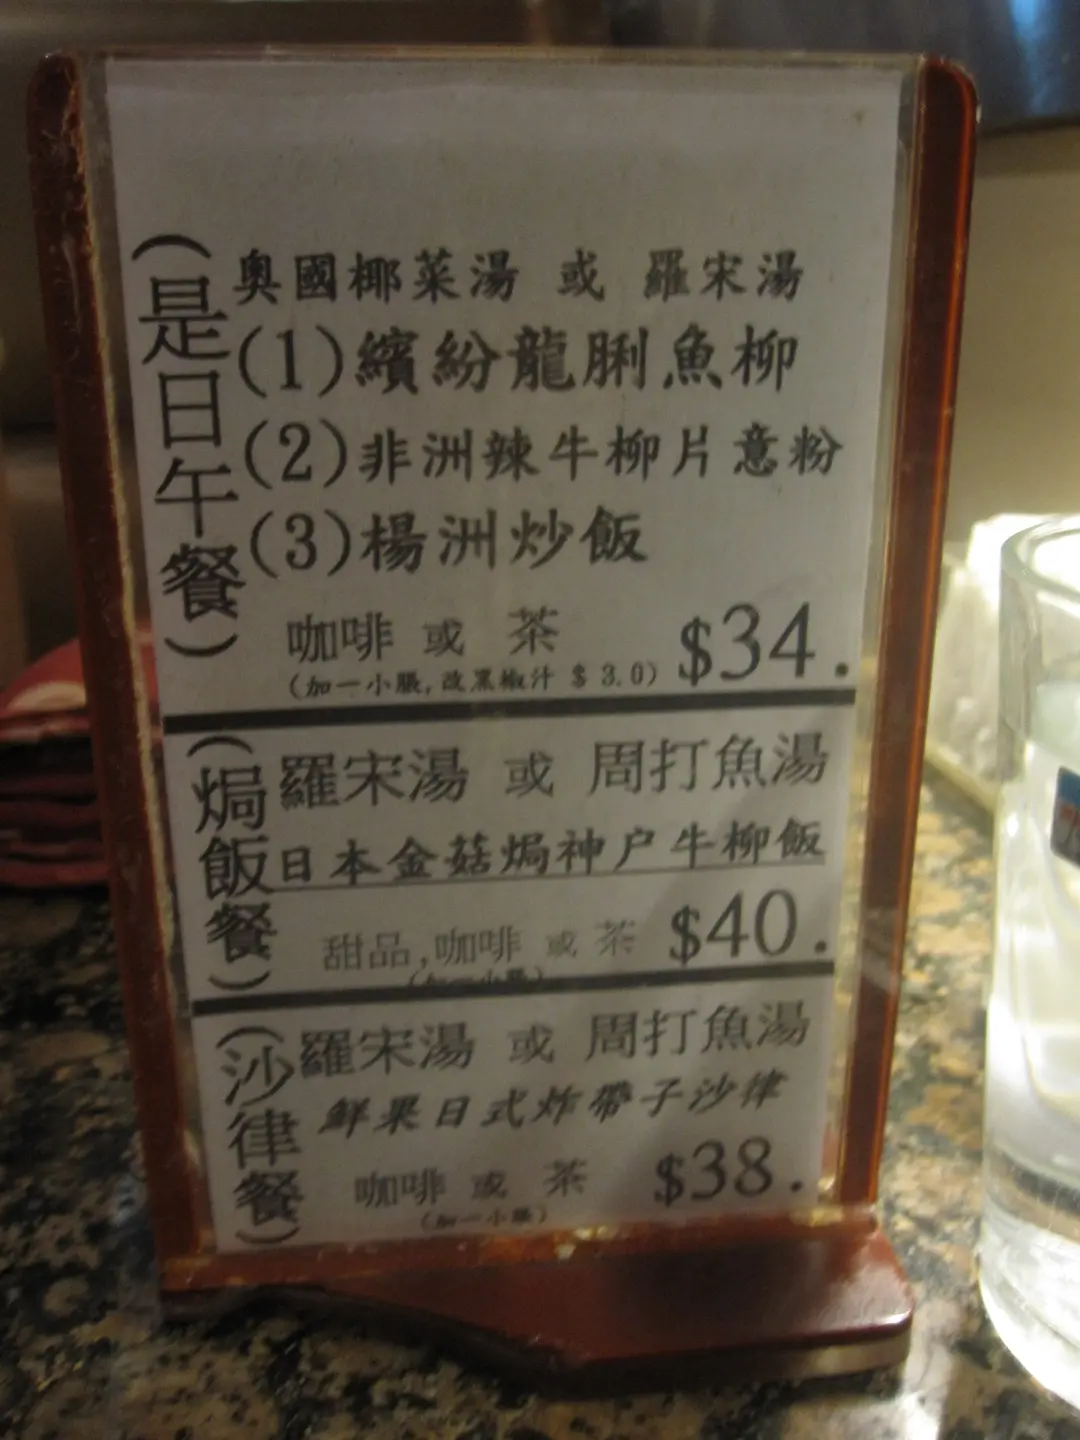 (是日午餐)
奧國椰菜湯 或 羅宋湯
(1)繽紛龍脷魚柳
(2)非洲辣牛柳片意粉
(3)楊洲炒飯
咖啡 或 茶 $34.
(加一小賬,改黑椒汁 $ 3.0)
(焗飯餐)
羅宋湯 或 周打魚湯
日本金菇焗神户牛柳飯
甜品,咖啡 或 茶 $40.
(加一小賬)
(沙律餐)
羅宋湯 或 周打魚湯
鮮果日式炸帶子沙律
咖啡 或 茶 $38.
(加一小賬)